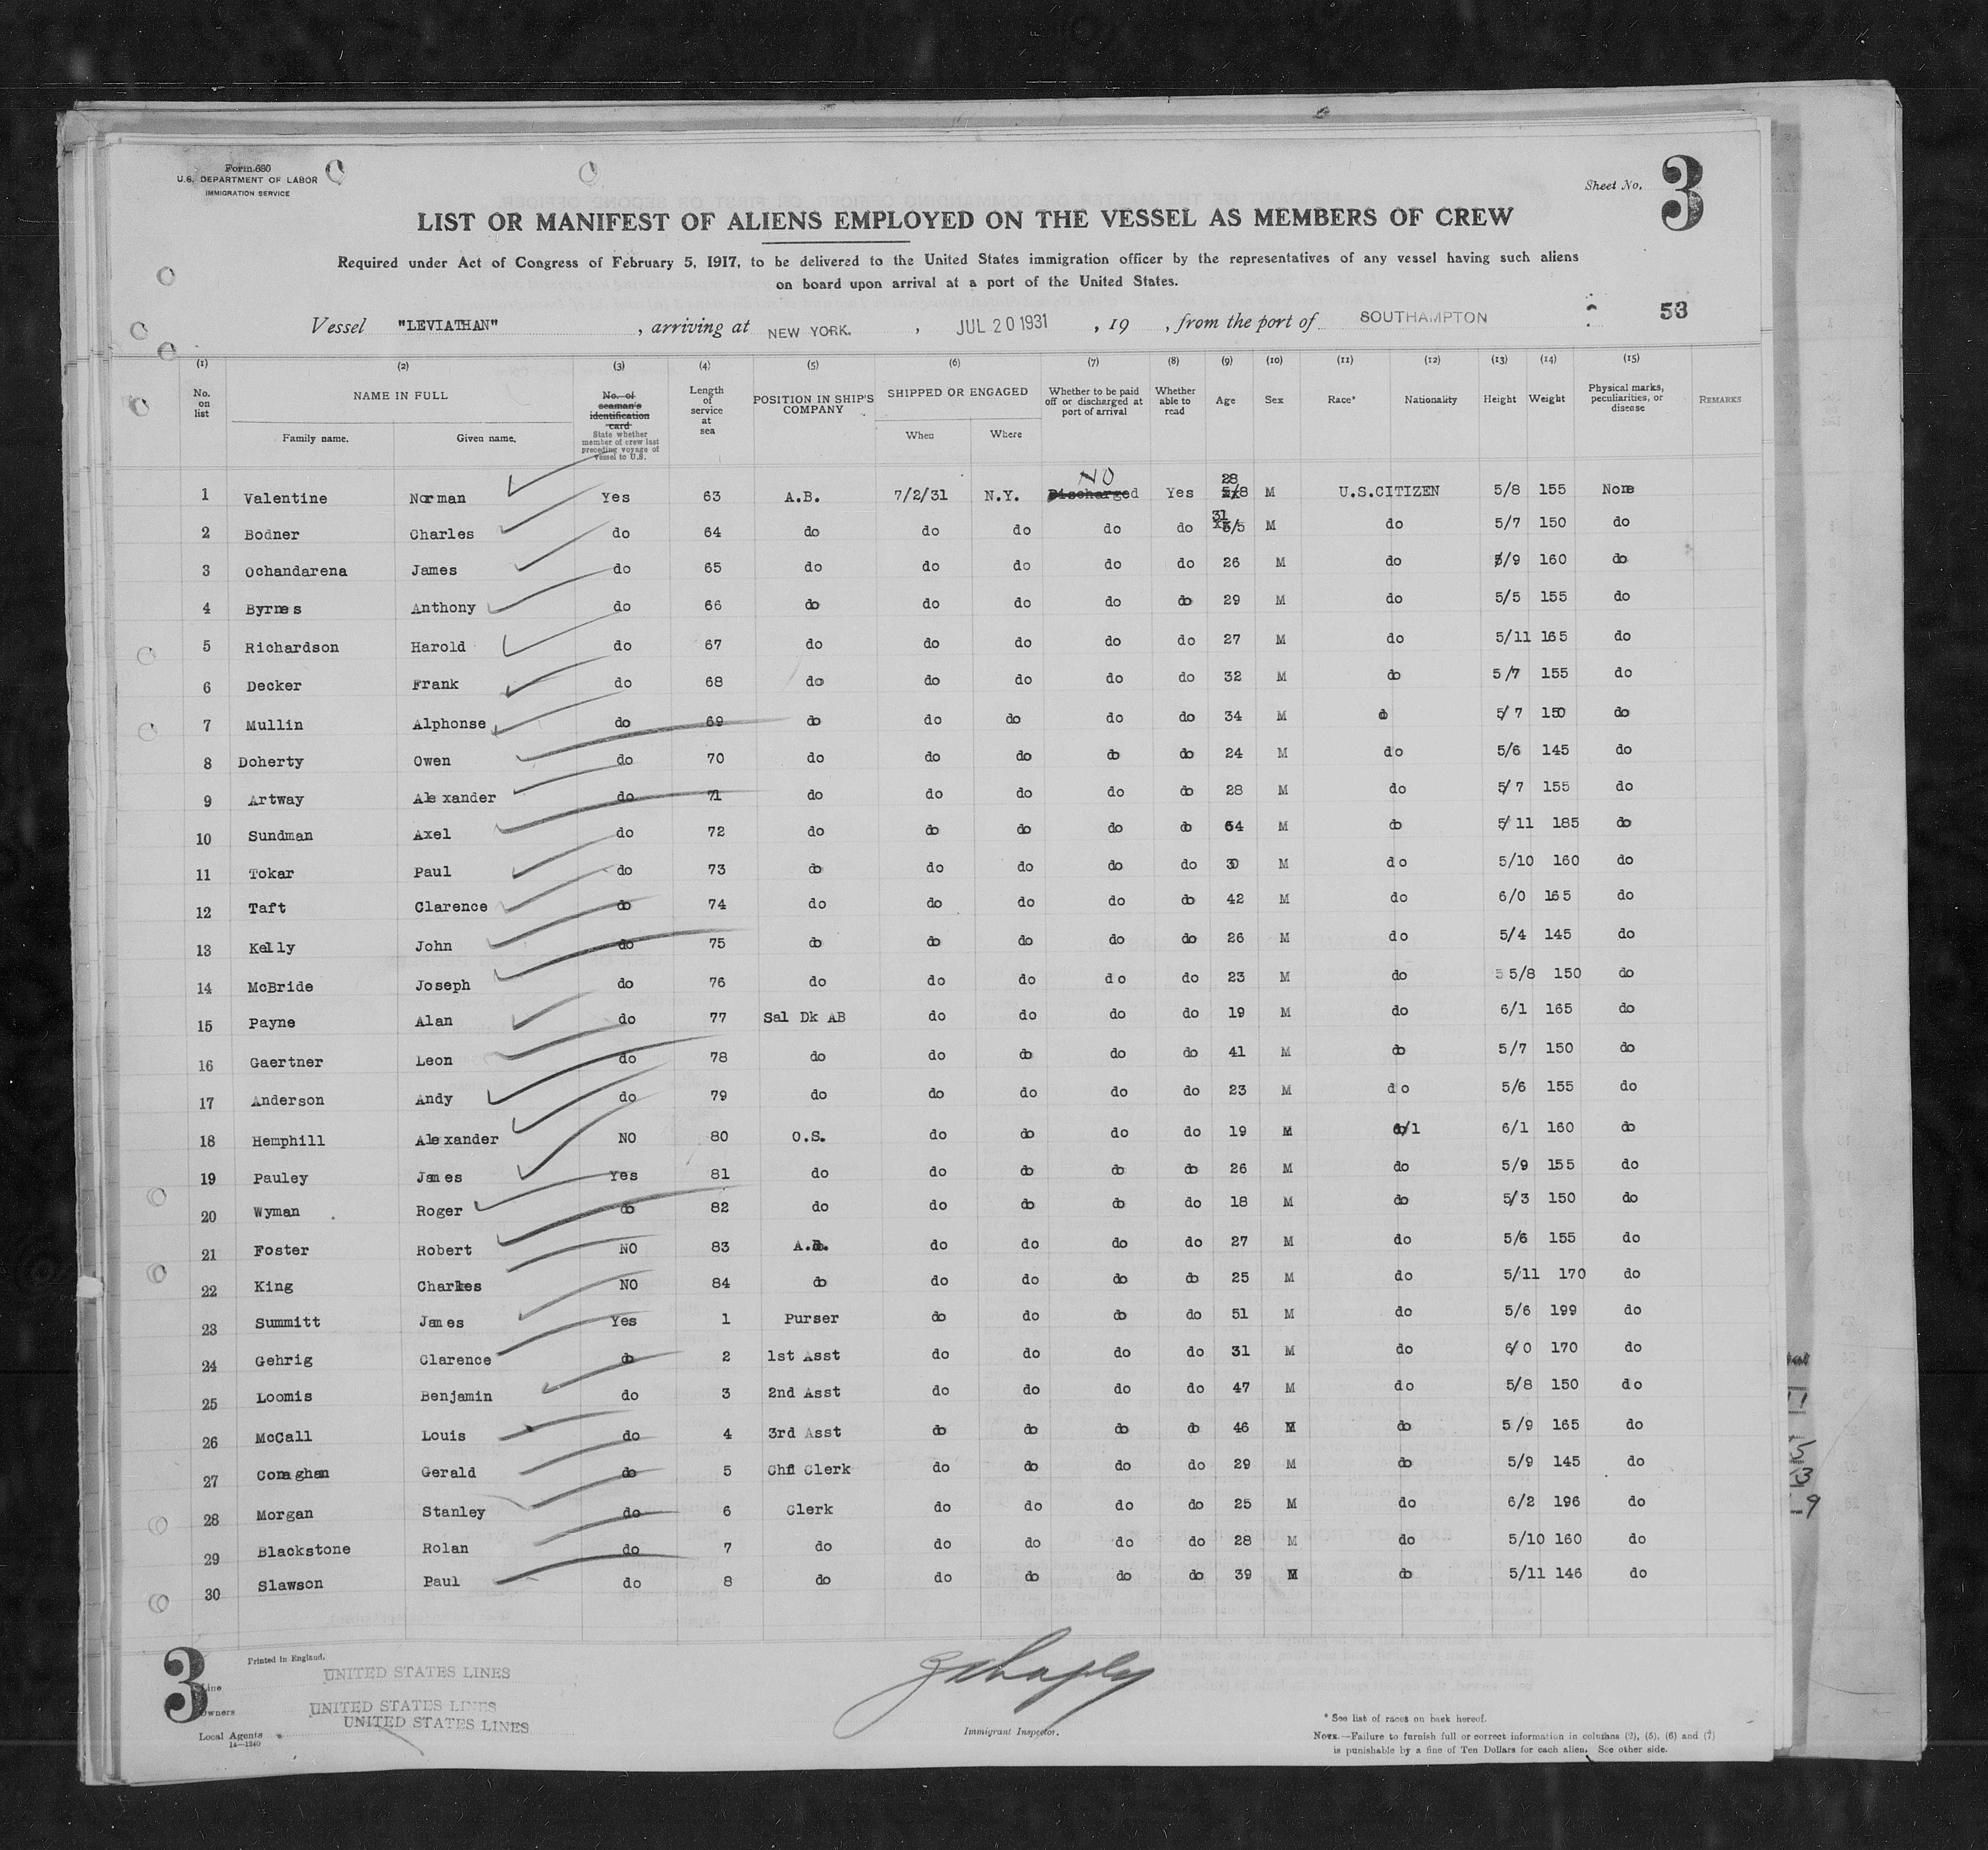 Form 680
U.S. DEPARTMENT OF LABOR
IMMIGRATION SERVICE
Sheet No. 3
LIST OR MANIFEST OF ALIENS EMPLOYED ON THE VESSEL AS MEMBERS OF CREW
Required under Act of Congress of February 5, 1917, to be delivered to the United States immigration officer by the representatives of any vessel having such aliens
on board upon arrival at a port of the United States.
Vessel "LEVIATHAN" , arriving at NEW YORK. , JUL 20 1931 , 19 , from the port of SOUTHAMPTON 53
(1) (2) (3) (4) (5) (6) (7) (8) (9) (10) (11) (12) (13) (14) (15)
No. on list NAME IN FULL Family name. Given name. No. of seaman's identification card State whether member of crew last preceding voyage of vessel to U.S. Length of service at sea POSITION IN SHIP'S COMPANY SHIPPED OR ENGAGED When Where Whether to be paid off or discharged at port of arrival Whether able to read Age Sex Race* Nationality Height Weight Physical marks, peculiarities, or disease REMARKS
1 Valentine Norman Yes 63 A.B. 7/2/31 N.Y. NO Discharged Yes 28 5/8 M U.S.CITIZEN 5/8 155 None
2 Bodner Charles do 64 do do do do do 31 5/5 M do 5/7 150 do
3 Ochandarena James do 65 do do do do do 26 M do 5/9 160 do
4 Byrnes Anthony do 66 do do do do do 29 M do 5/5 155 do
5 Richardson Harold do 67 do do do do do 27 M do 5/11 165 do
6 Decker Frank do 68 do do do do do 32 M do 5/7 155 do
7 Mullin Alphonse do 69 do do do do do 34 M do 5/7 150 do
8 Doherty Owen do 70 do do do do do 24 M do 5/6 145 do
9 Artway Alexander do 71 do do do do do 28 M do 5/7 155 do
10 Sundman Axel do 72 do do do do do 54 M do 5/11 185 do
11 Tokar Paul do 73 do do do do do 30 M do 5/10 160 do
12 Taft Clarence do 74 do do do do do 42 M do 6/0 165 do
13 Kelly John do 75 do do do do do 26 M do 5/4 145 do
14 McBride Joseph do 76 do do do do do 23 M do 5 5/8 150 do
15 Payne Alan do 77 Sal Dk AB do do do do 19 M do 6/1 165 do
16 Gaertner Leon do 78 do do do do do 41 M do 5/7 150 do
17 Anderson Andy do 79 do do do do do 23 M do 5/6 155 do
18 Hemphill Alexander NO 80 O.S. do do do do 19 M do/1 6/1 160 do
19 Pauley James Yes 81 do do do do do 26 M do 5/9 155 do
20 Wyman Roger do 82 do do do do do 18 M do 5/3 150 do
21 Foster Robert NO 83 A.B. do do do do 27 M do 5/6 155 do
22 King Charles NO 84 do do do do do 25 M do 5/11 170 do
23 Summitt James Yes 1 Purser do do do do 51 M do 5/6 199 do
24 Gehrig Clarence do 2 1st Asst do do do do 31 M do 6/0 170 do
25 Loomis Benjamin do 3 2nd Asst do do do do 47 M do 5/8 150 do
26 McCall Louis do 4 3rd Asst do do do do 46 M do 5/9 165 do
27 Conaghan Gerald do 5 Chf Clerk do do do do 29 M do 5/9 145 do
28 Morgan Stanley do 6 Clerk do do do do 25 M do 6/2 196 do
29 Blackstone Rolan do 7 do do do do do 28 M do 5/10 160 do
30 Slawson Paul do 8 do do do do do 39 M do 5/11 146 do
3
Printed in England.
Line UNITED STATES LINES
Owners UNITED STATES LINES
Local Agents UNITED STATES LINES
14—1240
Immigrant Inspector.
* See list of races on back hereof.
NOTE.—Failure to furnish full or correct information in columns (2), (5), (6) and (7)
is punishable by a fine of Ten Dollars for each alien. See other side.